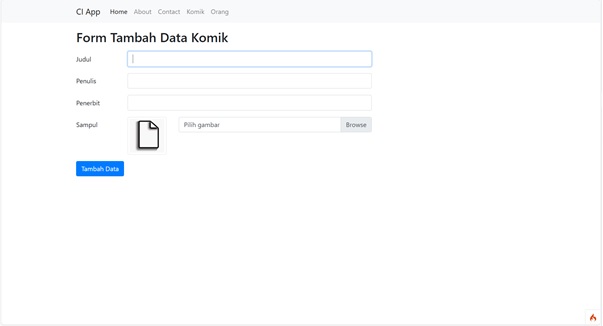 CI App Home About Contact Komik Orang
Form Tambah Data Komik
Judul
Penulis
Penerbit
Sampul Pilih gambar Browse
Tambah Data